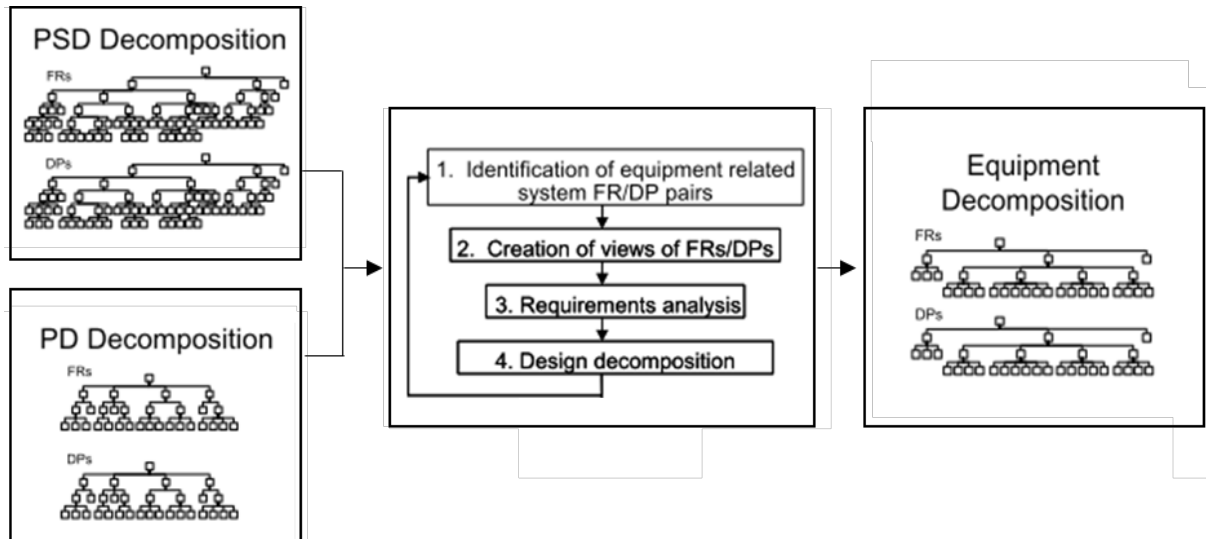 PSD Decomposition
FRs
DPs
PD Decomposition
FRs
DPs
1. Identification of equipment related
system FR/DP pairs
2. Creation of views of FRs/DPs
3. Requirements analysis
4. Design decomposition
Equipment
Decomposition
FRs
DPs